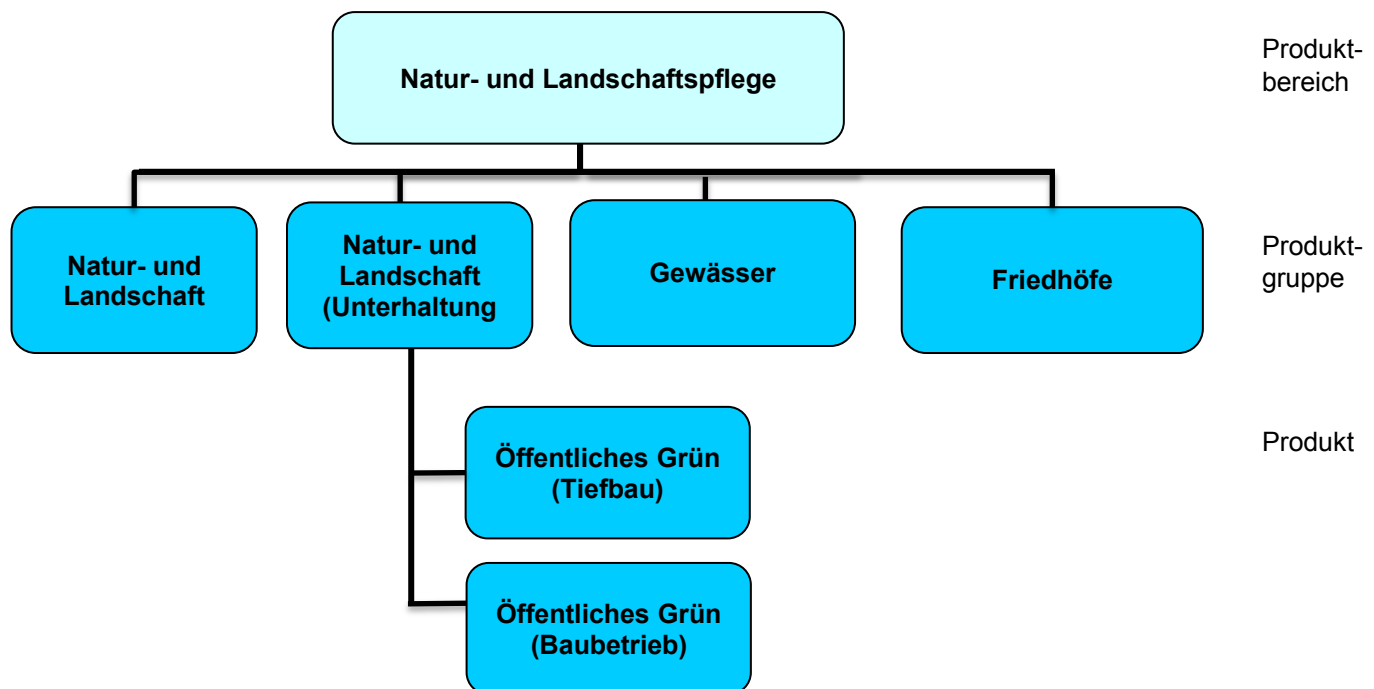 Natur- und Landschaftspflege
Produkt-
bereich
Natur- und
Landschaft
Natur- und
Landschaft
(Unterhaltung
Gewässer
Friedhöfe
Produkt-
gruppe
Öffentliches Grün
(Tiefbau)
Produkt
Öffentliches Grün
(Baubetrieb)